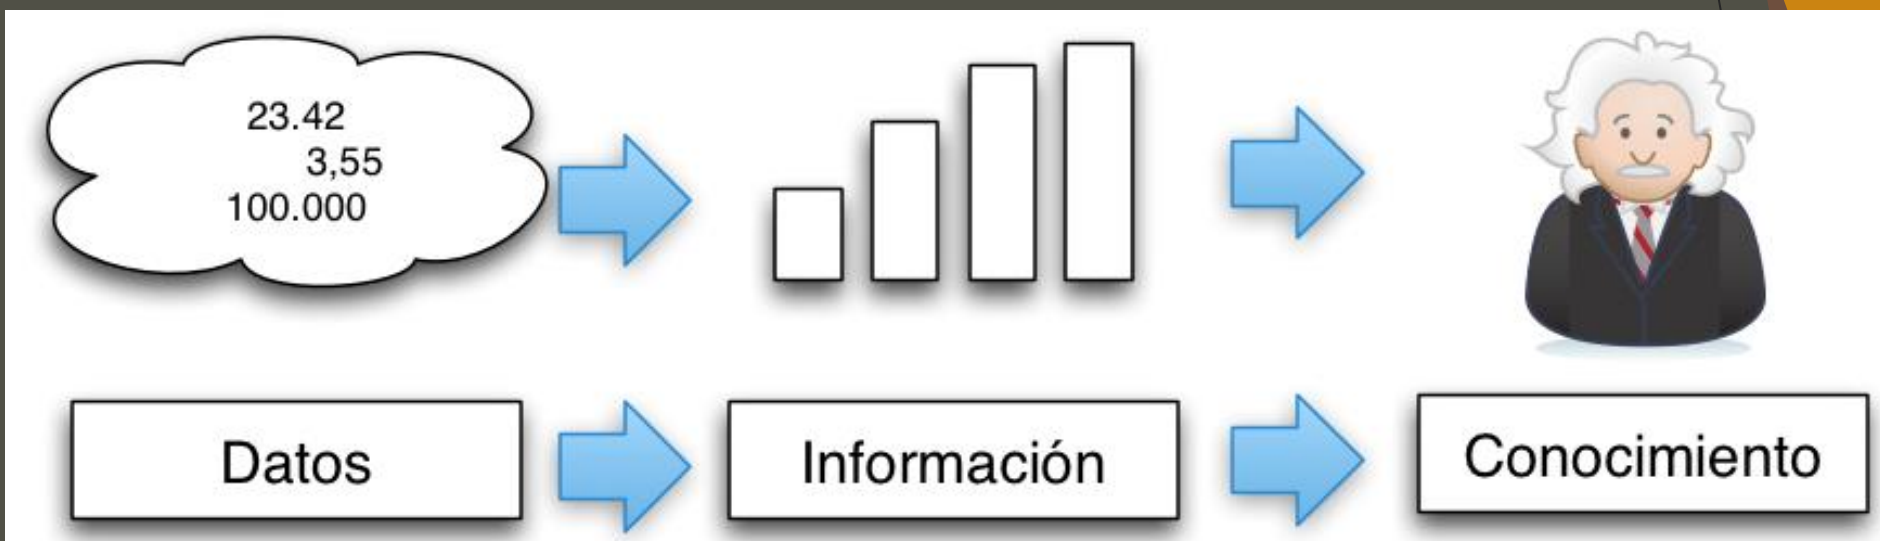 23.42
3,55
100.000
Datos
Información
Conocimiento